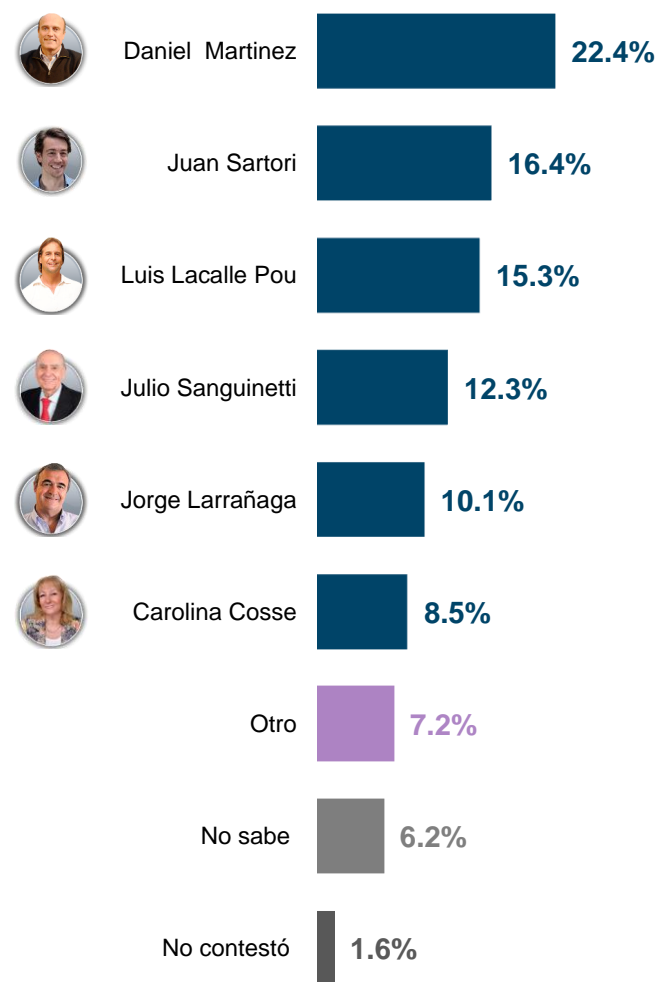 Daniel Martinez 22.4%
Juan Sartori 16.4%
Luis Lacalle Pou 15.3%
Julio Sanguinetti 12.3%
Jorge Larrañaga 10.1%
Carolina Cosse 8.5%
Otro 7.2%
No sabe 6.2%
No contestó 1.6%